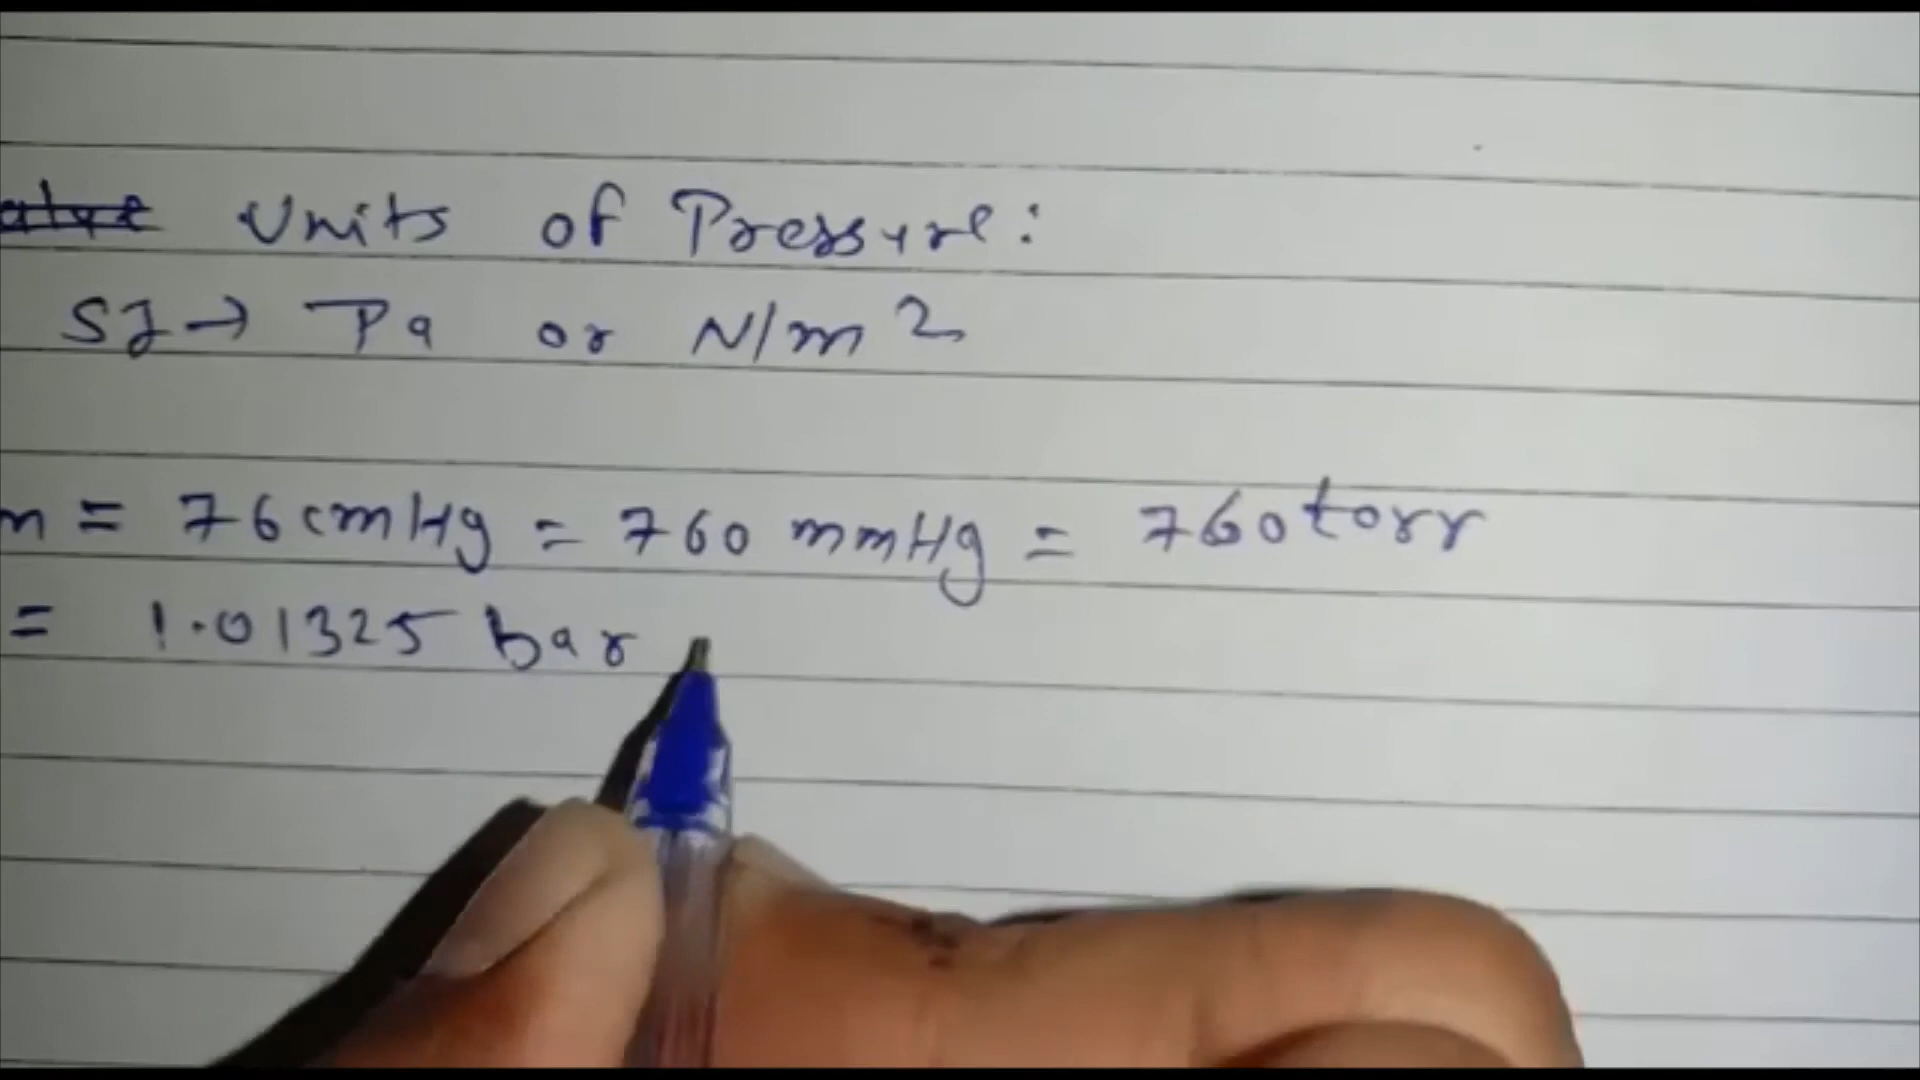 Units of Pressure:
SI → Pa or N/m²
m = 76 cmHg = 760 mmHg = 760 torr
= 1.01325 bar